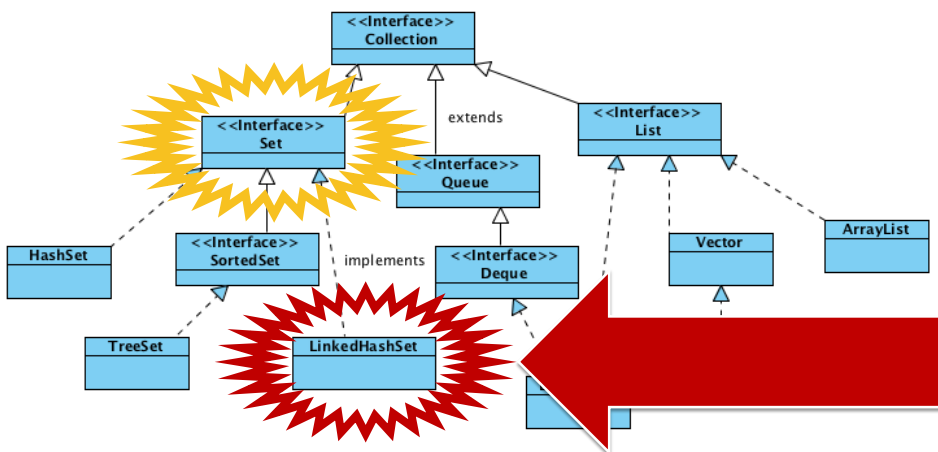 <<Interface>>
Collection
<<Interface>>
Set
extends
<<Interface>>
List
<<Interface>>
Queue
HashSet
<<Interface>>
SortedSet
implements
<<Interface>>
Deque
Vector
ArrayList
TreeSet
LinkedHashSet